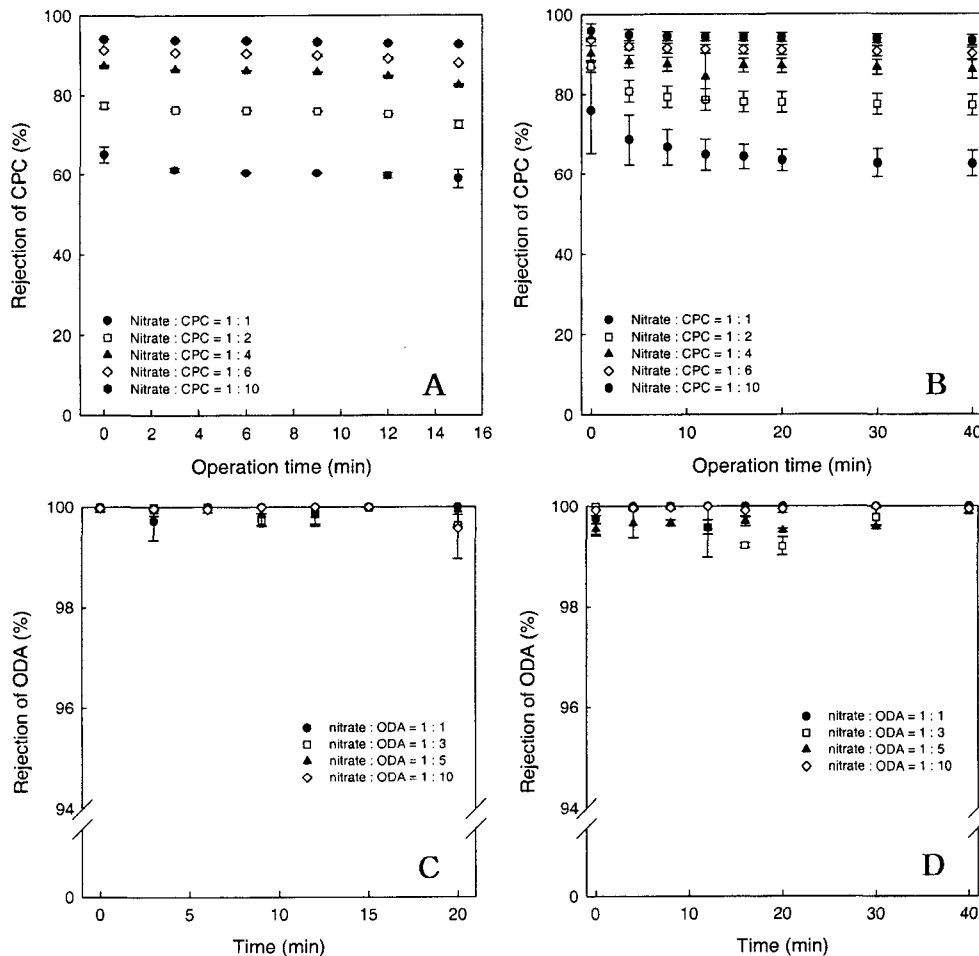 100
80
60
40
20
0
Rejection of CPC (%)
Nitrate : CPC = 1 : 1
Nitrate : CPC = 1 : 2
Nitrate : CPC = 1 : 4
Nitrate : CPC = 1 : 6
Nitrate : CPC = 1 : 10
A
0 2 4 6 8 10 12 14 16
Operation time (min)
100
80
60
40
20
0
Rejection of CPC (%)
Nitrate : CPC = 1 : 1
Nitrate : CPC = 1 : 2
Nitrate : CPC = 1 : 4
Nitrate : CPC = 1 : 6
Nitrate : CPC = 1 : 10
B
0 10 20 30 40
Operation time (min)
100
98
96
94
0
Rejection of ODA (%)
nitrate : ODA = 1 : 1
nitrate : ODA = 1 : 3
nitrate : ODA = 1 : 5
nitrate : ODA = 1 : 10
C
0 5 10 15 20
Time (min)
100
98
96
94
0
Rejection of ODA (%)
nitrate : ODA = 1 : 1
nitrate : ODA = 1 : 3
nitrate : ODA = 1 : 5
nitrate : ODA = 1 : 10
D
0 10 20 30 40
Time (min)